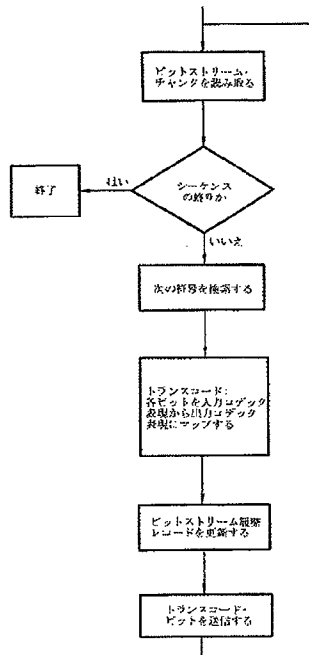 ビットストリーム・
チャンクを読み取る
シーケンス
の終りか
はい
終了
いいえ
次の符号を検索する
トランスコード：
各ビットを入力コデック
表現から出力コデック
表現にマップする
ビットストリーム履歴
レコードを更新する
トランスコード・
ビットを送信する